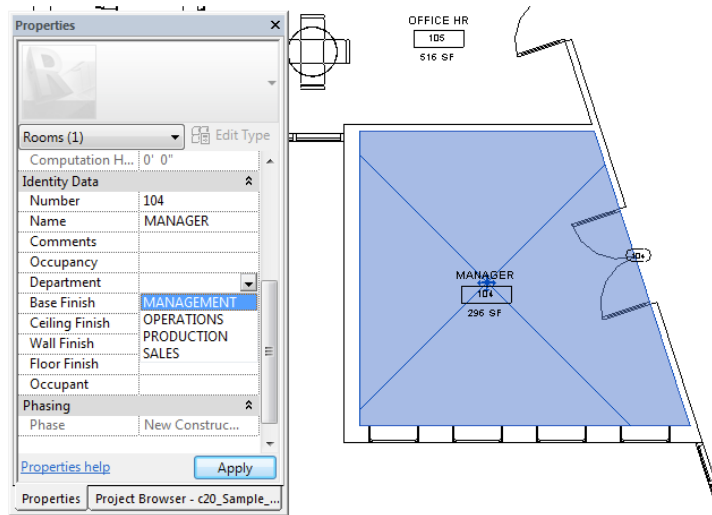 Properties
Rooms (1)
Edit Type
Computation H... 0' 0"
Identity Data
Number 104
Name MANAGER
Comments
Occupancy
Department
Base Finish MANAGEMENT
Ceiling Finish OPERATIONS
Wall Finish PRODUCTION
Floor Finish SALES
Occupant
Phasing
Phase New Construc...
Properties help Apply
Properties Project Browser - c20_Sample_...
OFFICE HR
105
516 SF
MANAGER
104
296 SF
104